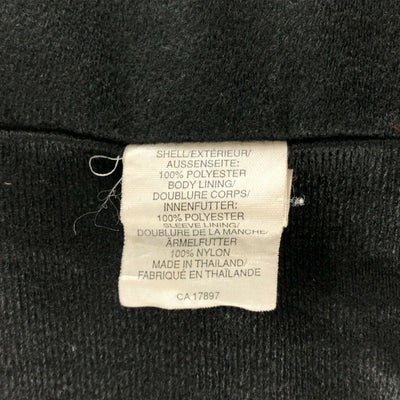 SHELL/EXTÉRIEUR/
AUSSENSEITE:
100% POLYESTER
BODY LINING/
DOUBLURE CORPS/
INNENFUTTER:
100% POLYESTER
SLEEVE LINING/
DOUBLURE DE LA MANCHE/
ÄRMELFUTTER
100% NYLON
MADE IN THAILAND/
FABRIQUÉ EN THAÏLANDE
CA 17897